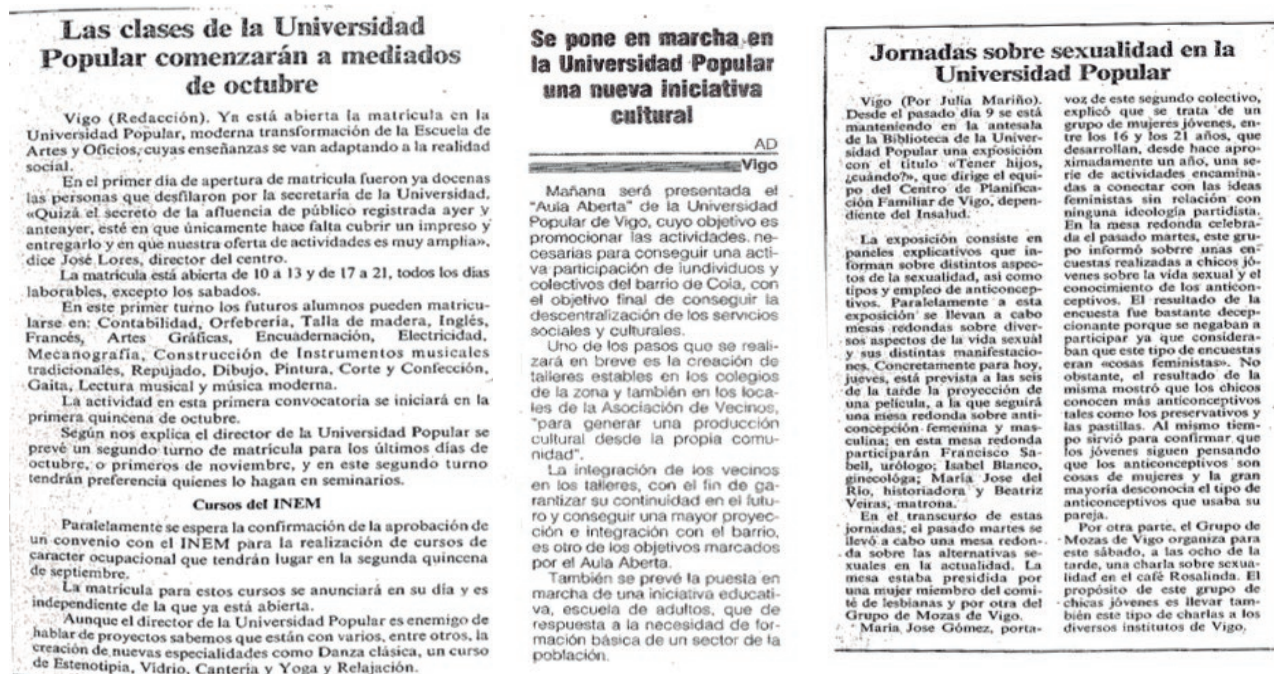 Las clases de la Universidad
Popular comenzarán a mediados
de octubre
Vigo (Redacción). Ya está abierta la matrícula en la
Universidad Popular, moderna transformación de la Escuela de
Artes y Oficios, cuyas enseñanzas se van adaptando a la realidad
social.
En el primer día de apertura de matrícula fueron ya docenas
las personas que desfilaron por la secretaría de la Universidad.
«Quizá el secreto de la afluencia de público registrada ayer y
anteayer, esté en que únicamente hace falta cubrir un impreso y
entregarlo y en que nuestra oferta de actividades es muy amplia»,
dice José Lores, director del centro.
La matrícula está abierta de 10 a 13 y de 17 a 21, todos los días
laborables, excepto los sabados.
En este primer turno los futuros alumnos pueden matricu-
larse en: Contabilidad, Orfebrería, Talla de madera, Inglés,
Francés, Artes Gráficas, Encuadernación, Electricidad,
Mecanografía, Construcción de Instrumentos musicales
tradicionales, Repujado, Dibujo, Pintura, Corte y Confección,
Gaita, Lectura musical y música moderna.
La actividad en esta primera convocatoria se iniciará en la
primera quincena de octubre.
Según nos explica el director de la Universidad Popular se
prevé un segundo turno de matrícula para los últimos días de
octubre, o primeros de noviembre, y en este segundo turno
tendrán preferencia quienes lo hagan en seminarios.
Cursos del INEM
Paralelamente se espera la confirmación de la aprobación de
un convenio con el INEM para la realización de cursos de
caracter ocupacional que tendrán lugar en la segunda quincena
de septiembre.
La matrícula para estos cursos se anunciará en su día y es
independiente de la que ya está abierta.
Aunque el director de la Universidad Popular es enemigo de
hablar de proyectos sabemos que están con varios, entre otros, la
creación de nuevas especialidades como Danza clásica, un curso
de Estenotipia, Vidrio, Cantería y Yoga y Relajación.
Se pone en marcha en
la Universidad Popular
una nueva iniciativa
cultural
AD
Vigo
Mañana será presentada el
"Aula Aberta" de la Universidad
Popular de Vigo, cuyo objetivo es
promocionar las actividades. ne-
cesarias para conseguir una acti-
va participación de iundividuos y
colectivos del barrio de Coia, con
el objetivo final de conseguir la
descentralización de los servicios
sociales y culturales.
Uno de los pasos que se reali-
zará en breve es la creación de
talleres estables en los colegios
de la zona y también en los loca-
les de la Asociación de Vecinos,
"para generar una producción
cultural desde la propia comu-
nidad".
La integración de los vecinos
en los talleres, con el fin de ga-
rantizar su continuidad en el futu-
ro y conseguir una mayor proyec-
ción e integración con el barrio,
es otro de los objetivos marcados
por el Aula Aberta.
También se prevé la puesta en
marcha de una iniciativa educati-
va, escuela de adultos, que de
respuesta a la necesidad de for-
mación básica de un sector de la
población.
Jornadas sobre sexualidad en la
Universidad Popular
Vigo (Por Julia Mariño).
Desde el pasado día 9 se está
manteniendo en la antesala
de la Biblioteca de la Univer-
sidad Popular una exposición
con el título «Tener hijos,
¿cuándo?», que dirige el equi-
po del Centro de Planifica-
ción Familiar de Vigo, depen-
diente del Insalud.
La exposición consiste en
paneles explicativos que in-
forman sobre distintos aspec-
tos de la sexualidad, así como
tipos y empleo de anticoncep-
tivos. Paralelamente a esta
exposición se llevan a cabo
mesas redondas sobre diver-
sos aspectos de la vida sexual
y sus distintas manifestacio-
nes. Concretamente para hoy,
jueves, está prevista a las seis
de la tarde la proyección de
una película, a la que seguirá
una mesa redonda sobre anti-
concepción femenina y mas-
culina; en esta mesa redonda
participarán Francisco Sa-
bell, urólogo; Isabel Blanco,
ginecológa; María Jose del
Río, historiadora y Beatriz
Veiras, matrona.
En el transcurso de estas
jornadas, el pasado martes se
llevó a cabo una mesa redon-
da sobre las alternativas se-
xuales en la actualidad. La
mesa estaba presidida por
una mujer miembro del comi-
té de lesbianas y por otra del
Grupo de Mozas de Vigo.
María Jose Gómez, porta-
voz de este segundo colectivo,
explicó que se trata de un
grupo de mujeres jóvenes, en-
tre los 16 y los 21 años, que
desarrollan, desde hace apro-
ximadamente un año, una se-
rie de actividades encamina-
das a conectar con las ideas
feministas sin relación con
ninguna ideología partidista.
En la mesa redonda celebra-
da el pasado martes, este gru-
po informó sobrre unas en-
cuestas realizadas a chicos jó-
venes sobre la vida sexual y el
conocimiento de los anticon-
ceptivos. El resultado de la
encuesta fue bastante decep-
cionante porque se negaban a
participar ya que considera-
ban que este tipo de encuestas
eran «cosas feministas». No
obstante, el resultado de la
misma mostró que los chicos
conocen más anticonceptivos
tales como los preservativos y
las pastillas. Al mismo tiem-
po sirvió para confirmar que
los jóvenes siguen pensando
que los anticonceptivos son
cosas de mujeres y la gran
mayoría desconocía el tipo de
anticonceptivos que usaba su
pareja.
Por otra parte, el Grupo de
Mozas de Vigo organiza para
este sábado, a las ocho de la
tarde, una charla sobre sexua-
lidad en el café Rosalinda. El
propósito de este grupo de
chicas jóvenes es llevar tam-
bién este tipo de charlas a los
diversos institutos de Vigo.